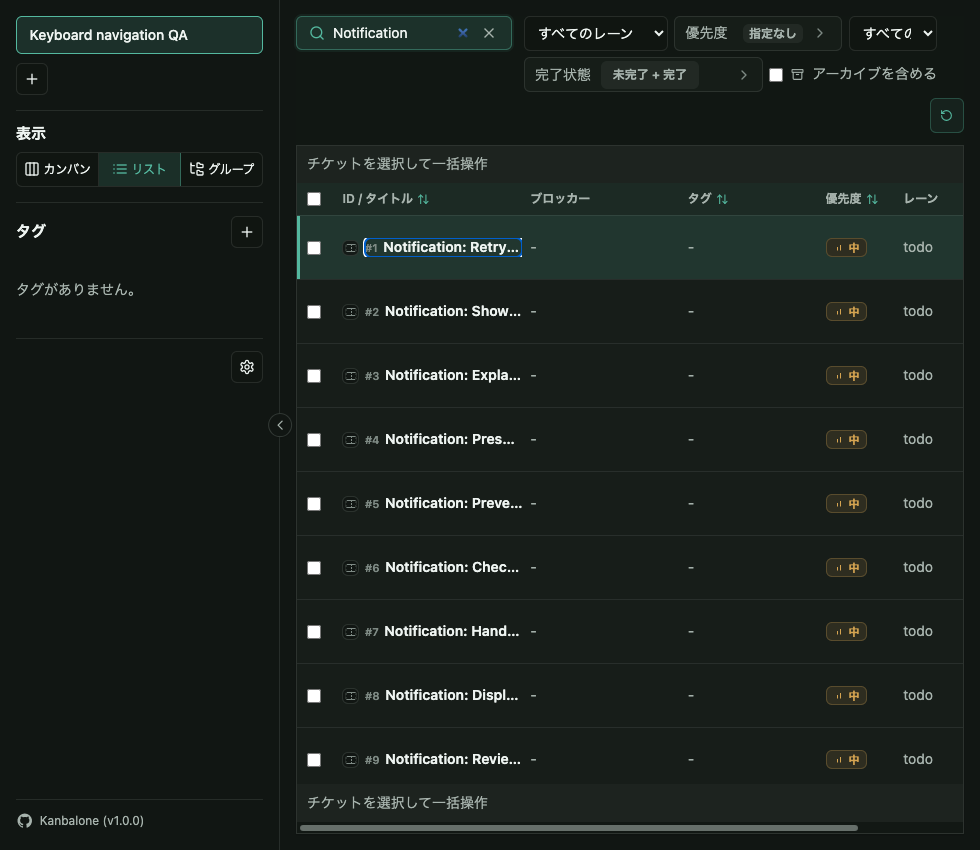 Keyboard navigation QA
表示
カンバン
リスト
グループ
タグ
タグがありません。
Kanbalone (v1.0.0)
Notification
すべてのレーン
優先度 指定なし
すべての
完了状態 未完了 + 完了
アーカイブを含める
チケットを選択して一括操作
ID / タイトル ブロッカー タグ 優先度 レーン
#1 Notification: Retry... - - 中 todo
#2 Notification: Show... - - 中 todo
#3 Notification: Expla... - - 中 todo
#4 Notification: Pres... - - 中 todo
#5 Notification: Preve... - - 中 todo
#6 Notification: Chec... - - 中 todo
#7 Notification: Hand... - - 中 todo
#8 Notification: Displ... - - 中 todo
#9 Notification: Revie... - - 中 todo
チケットを選択して一括操作